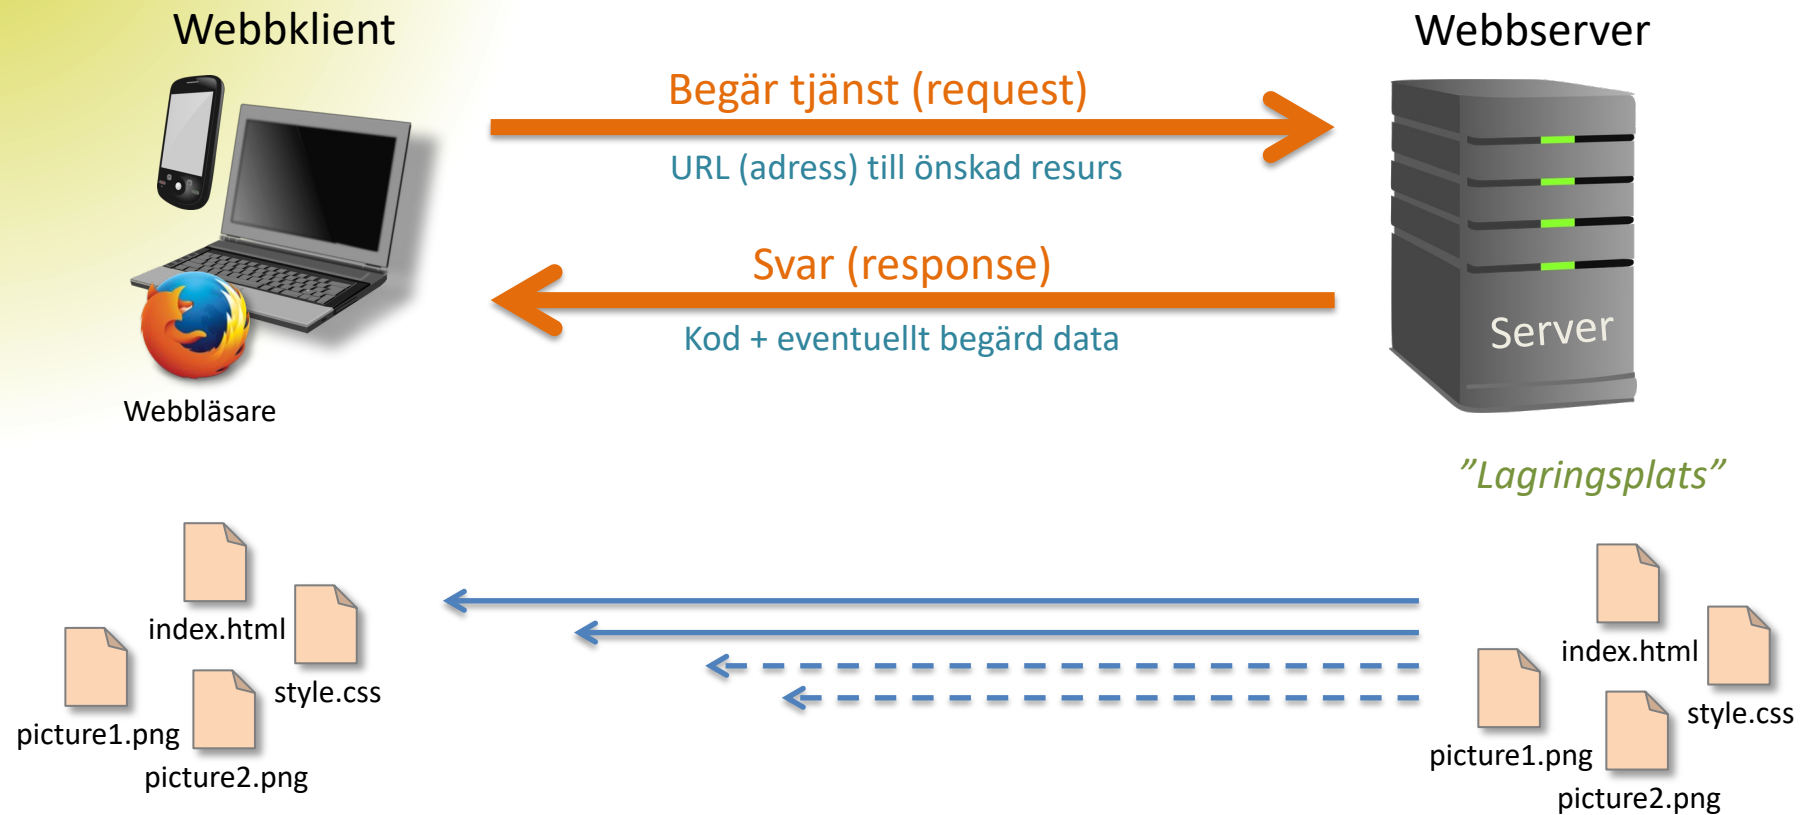 Webbklient
Webbserver
Begär tjänst (request)
URL (adress) till önskad resurs
Svar (response)
Kod + eventuellt begärd data
Server
Webbläsare
”Lagringsplats”
index.html
style.css
picture1.png
picture2.png
index.html
style.css
picture1.png
picture2.png